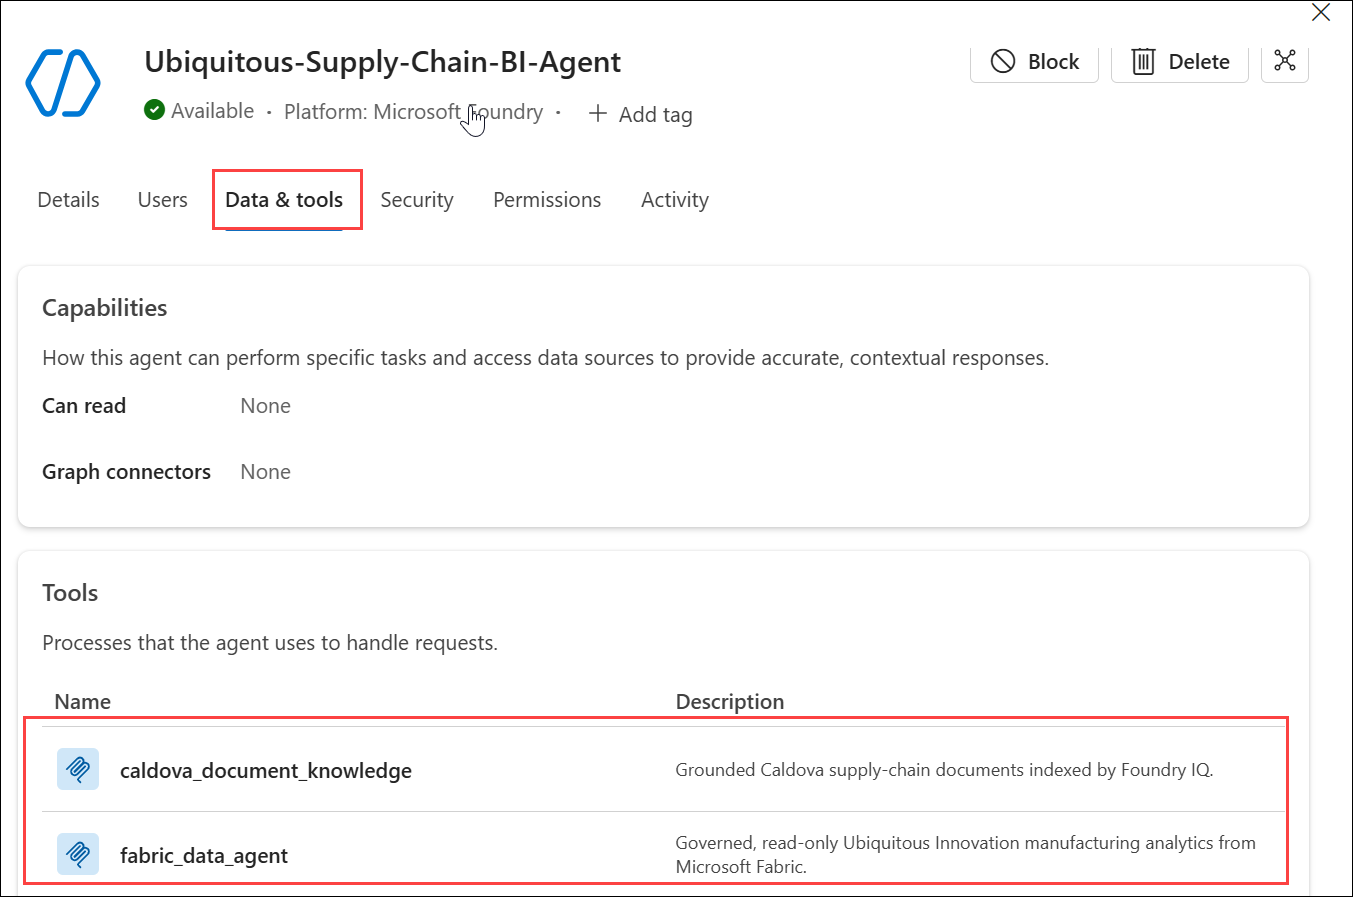 Ubiquitous-Supply-Chain-BI-Agent
Block
Delete
Available · Platform: Microsoft Foundry · + Add tag
Details
Users
Data & tools
Security
Permissions
Activity
Capabilities
How this agent can perform specific tasks and access data sources to provide accurate, contextual responses.
Can read None
Graph connectors None
Tools
Processes that the agent uses to handle requests.
Name Description
caldova_document_knowledge Grounded Caldova supply-chain documents indexed by Foundry IQ.
fabric_data_agent Governed, read-only Ubiquitous Innovation manufacturing analytics from
Microsoft Fabric.